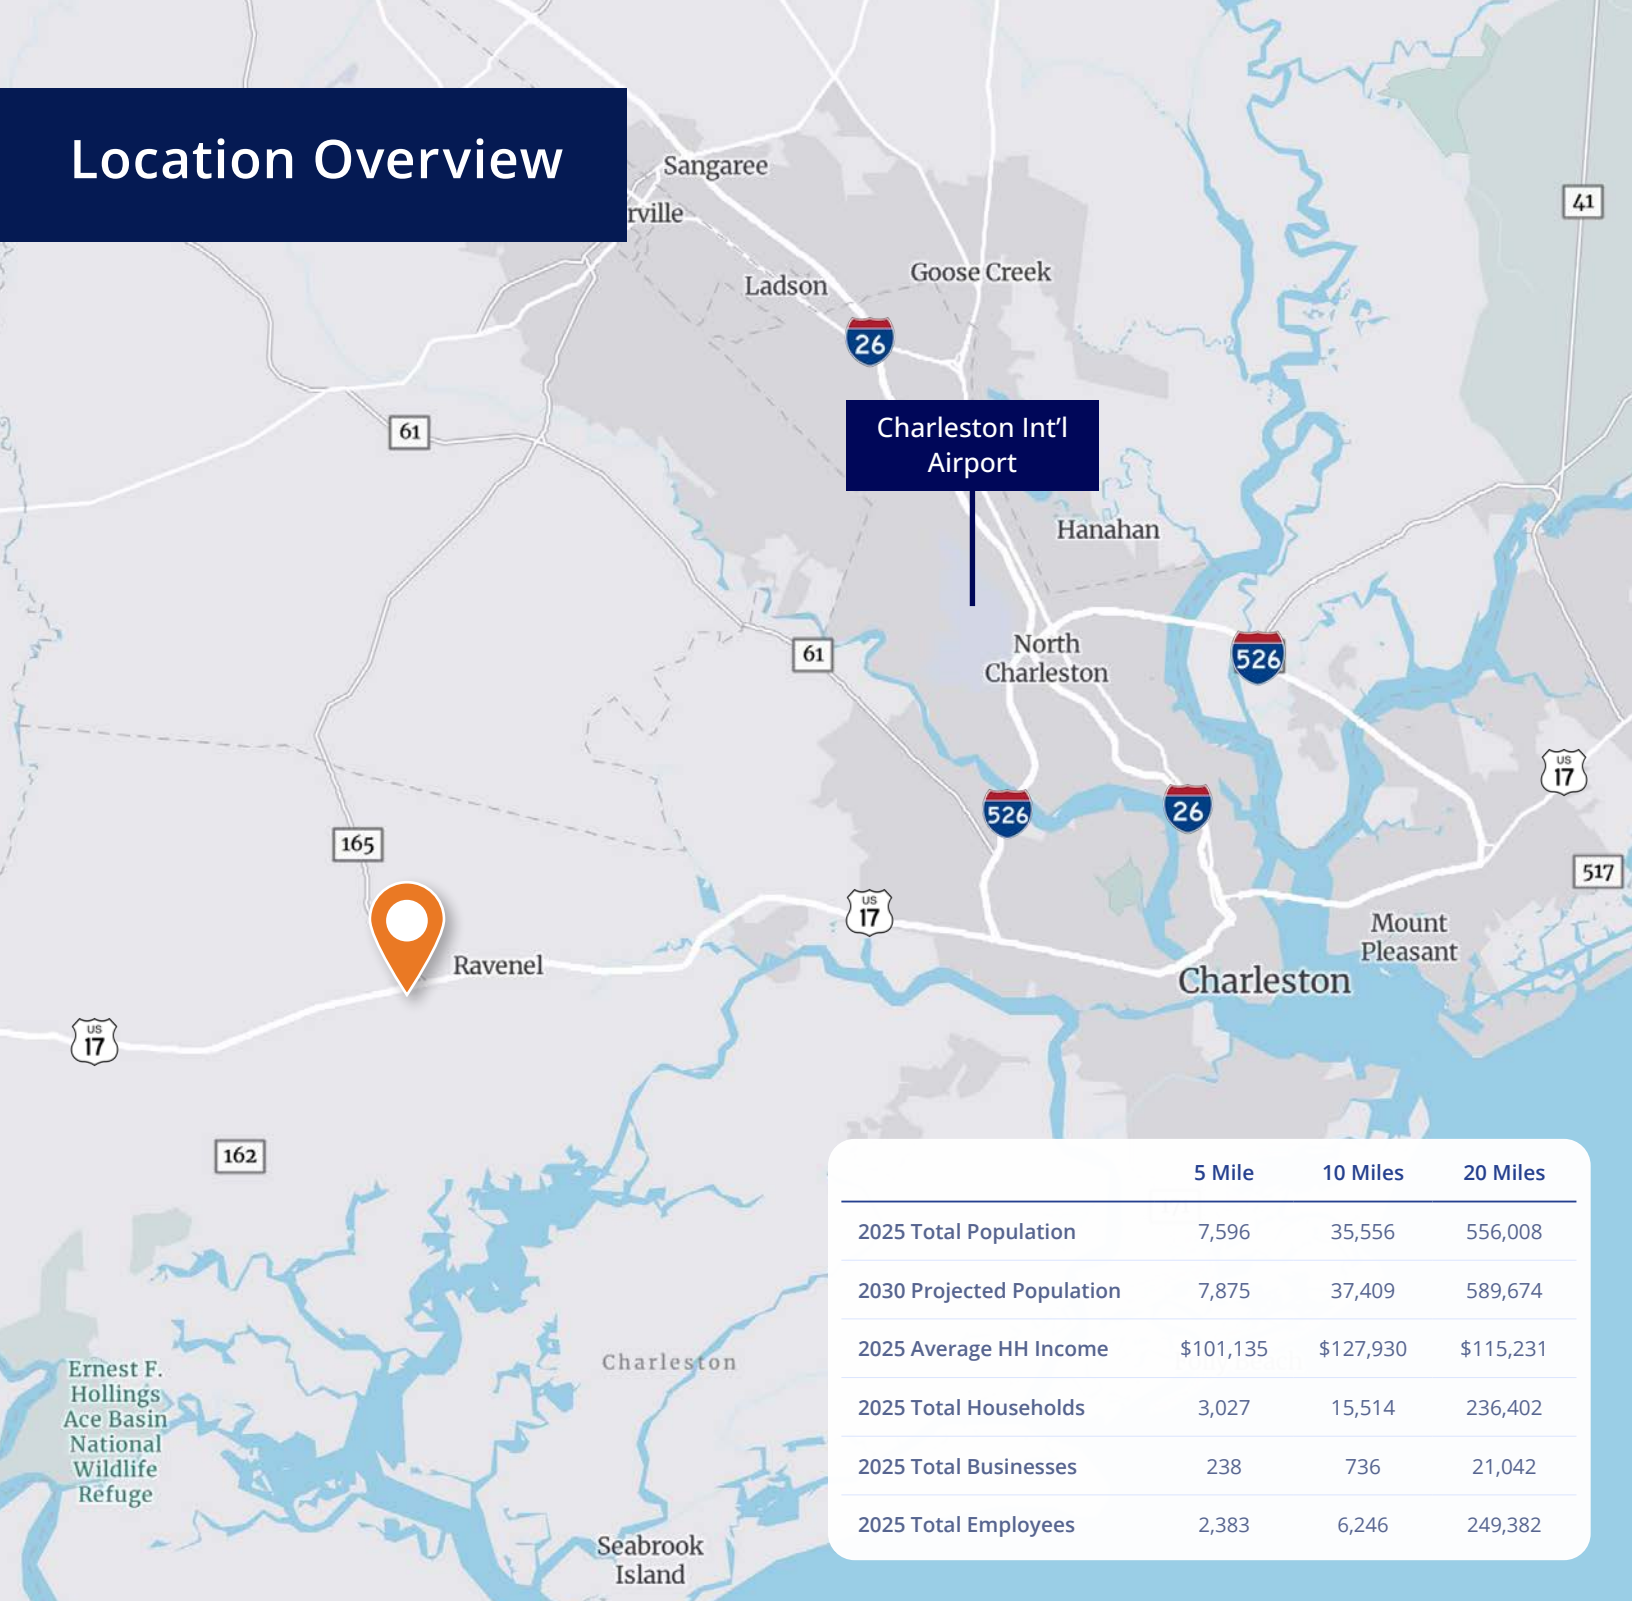 Location Overview
Sangaree
rville
41
Ladson
Goose Creek
26
Charleston Int’l
Airport
61
Hanahan
61
North
Charleston
526
US
17
526
26
165
517
US
17
Mount
Pleasant
Ravenel
Charleston
US
17
162
5 Mile 10 Miles 20 Miles
2025 Total Population 7,596 35,556 556,008
2030 Projected Population 7,875 37,409 589,674
2025 Average HH Income $101,135 $127,930 $115,231
2025 Total Households 3,027 15,514 236,402
2025 Total Businesses 238 736 21,042
2025 Total Employees 2,383 6,246 249,382
Charleston
Ernest F.
Hollings
Ace Basin
National
Wildlife
Refuge
Seabrook
Island